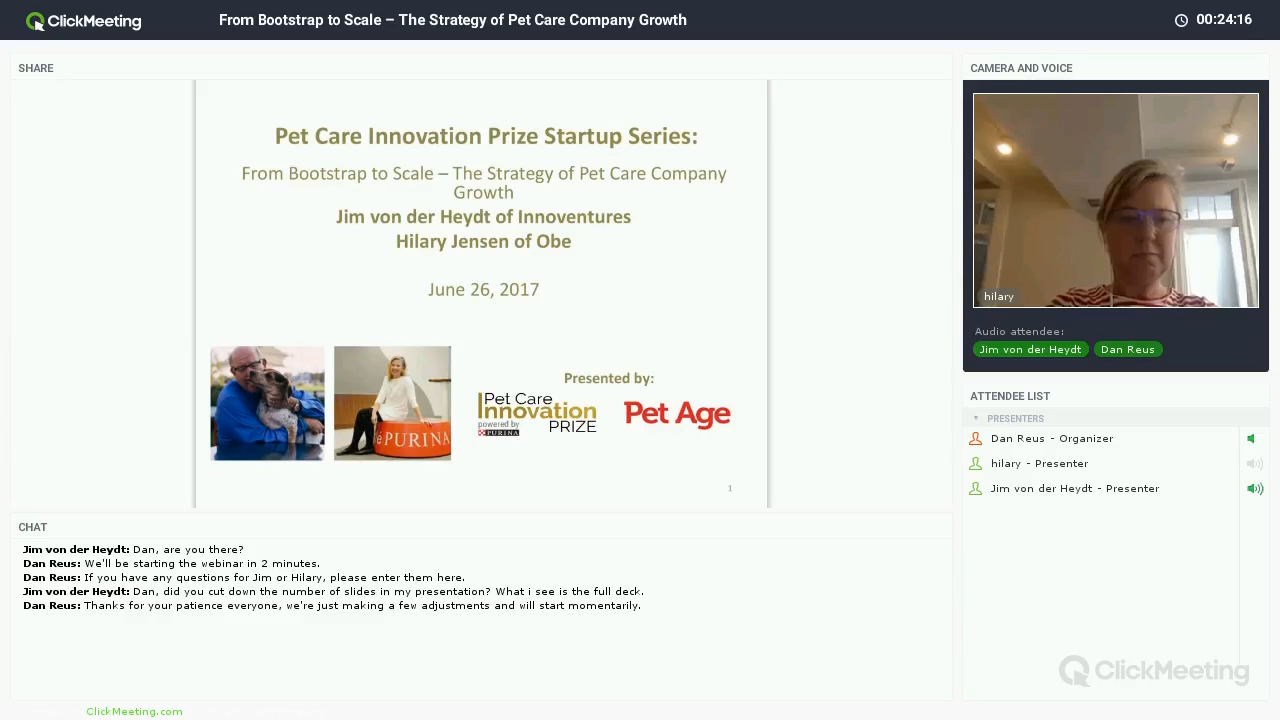 ClickMeeting
From Bootstrap to Scale – The Strategy of Pet Care Company Growth
00:24:16
SHARE
Pet Care Innovation Prize Startup Series:
From Bootstrap to Scale – The Strategy of Pet Care Company
Growth
Jim von der Heydt of Innoventures
Hilary Jensen of Obe
June 26, 2017
PURINA
Presented by:
Pet Care
Innovation
powered by
PURINA
PRIZE
Pet Age
1
CHAT
Jim von der Heydt: Dan, are you there?
Dan Reus: We'll be starting the webinar in 2 minutes.
Dan Reus: If you have any questions for Jim or Hilary, please enter them here.
Jim von der Heydt: Dan, did you cut down the number of slides in my presentation? What i see is the full deck.
Dan Reus: Thanks for your patience everyone, we're just making a few adjustments and will start momentarily.
ClickMeeting.com
CAMERA AND VOICE
hilary
Audio attendee:
Jim von der Heydt
Dan Reus
ATTENDEE LIST
PRESENTERS
Dan Reus - Organizer
hilary - Presenter
Jim von der Heydt - Presenter
ClickMeeting